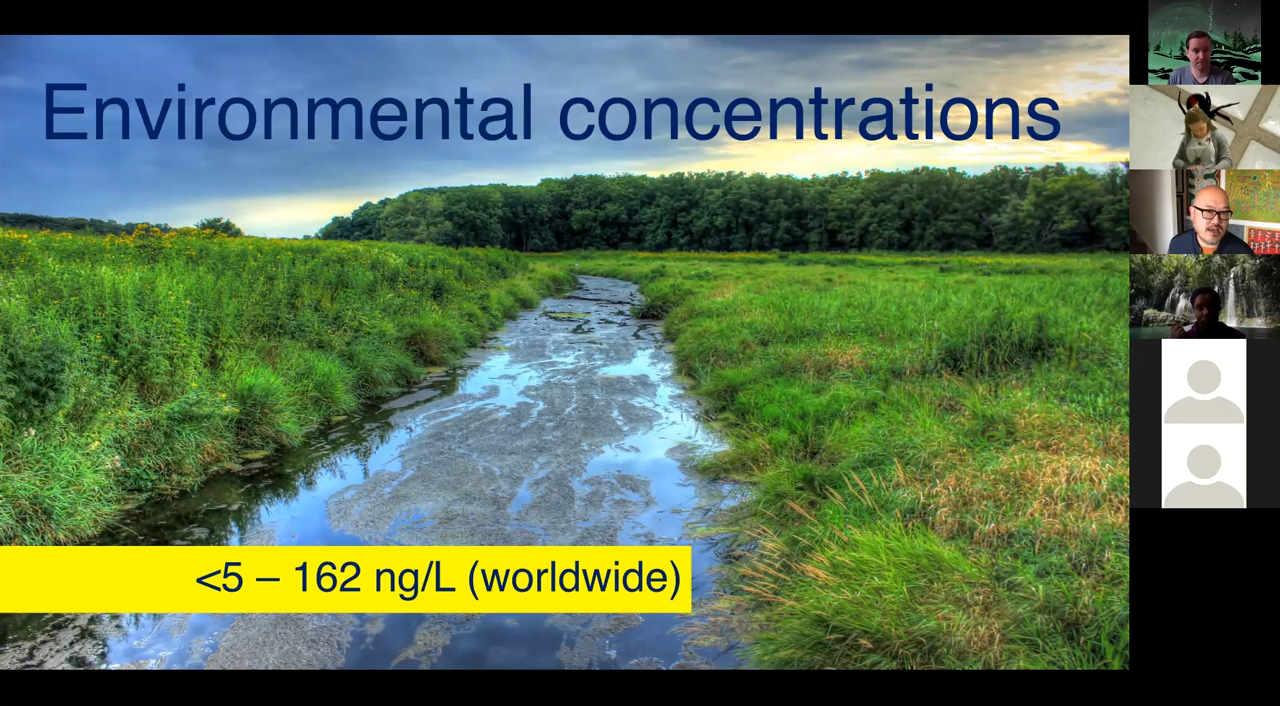 Environmental concentrations
<5 – 162 ng/L (worldwide)